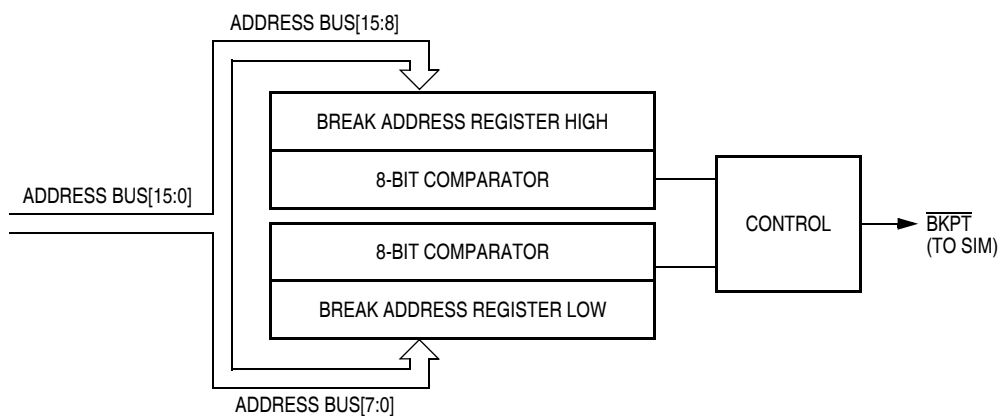 ADDRESS BUS[15:8]
BREAK ADDRESS REGISTER HIGH
8-BIT COMPARATOR
ADDRESS BUS[15:0]
CONTROL
BKPT
(TO SIM)
8-BIT COMPARATOR
BREAK ADDRESS REGISTER LOW
ADDRESS BUS[7:0]